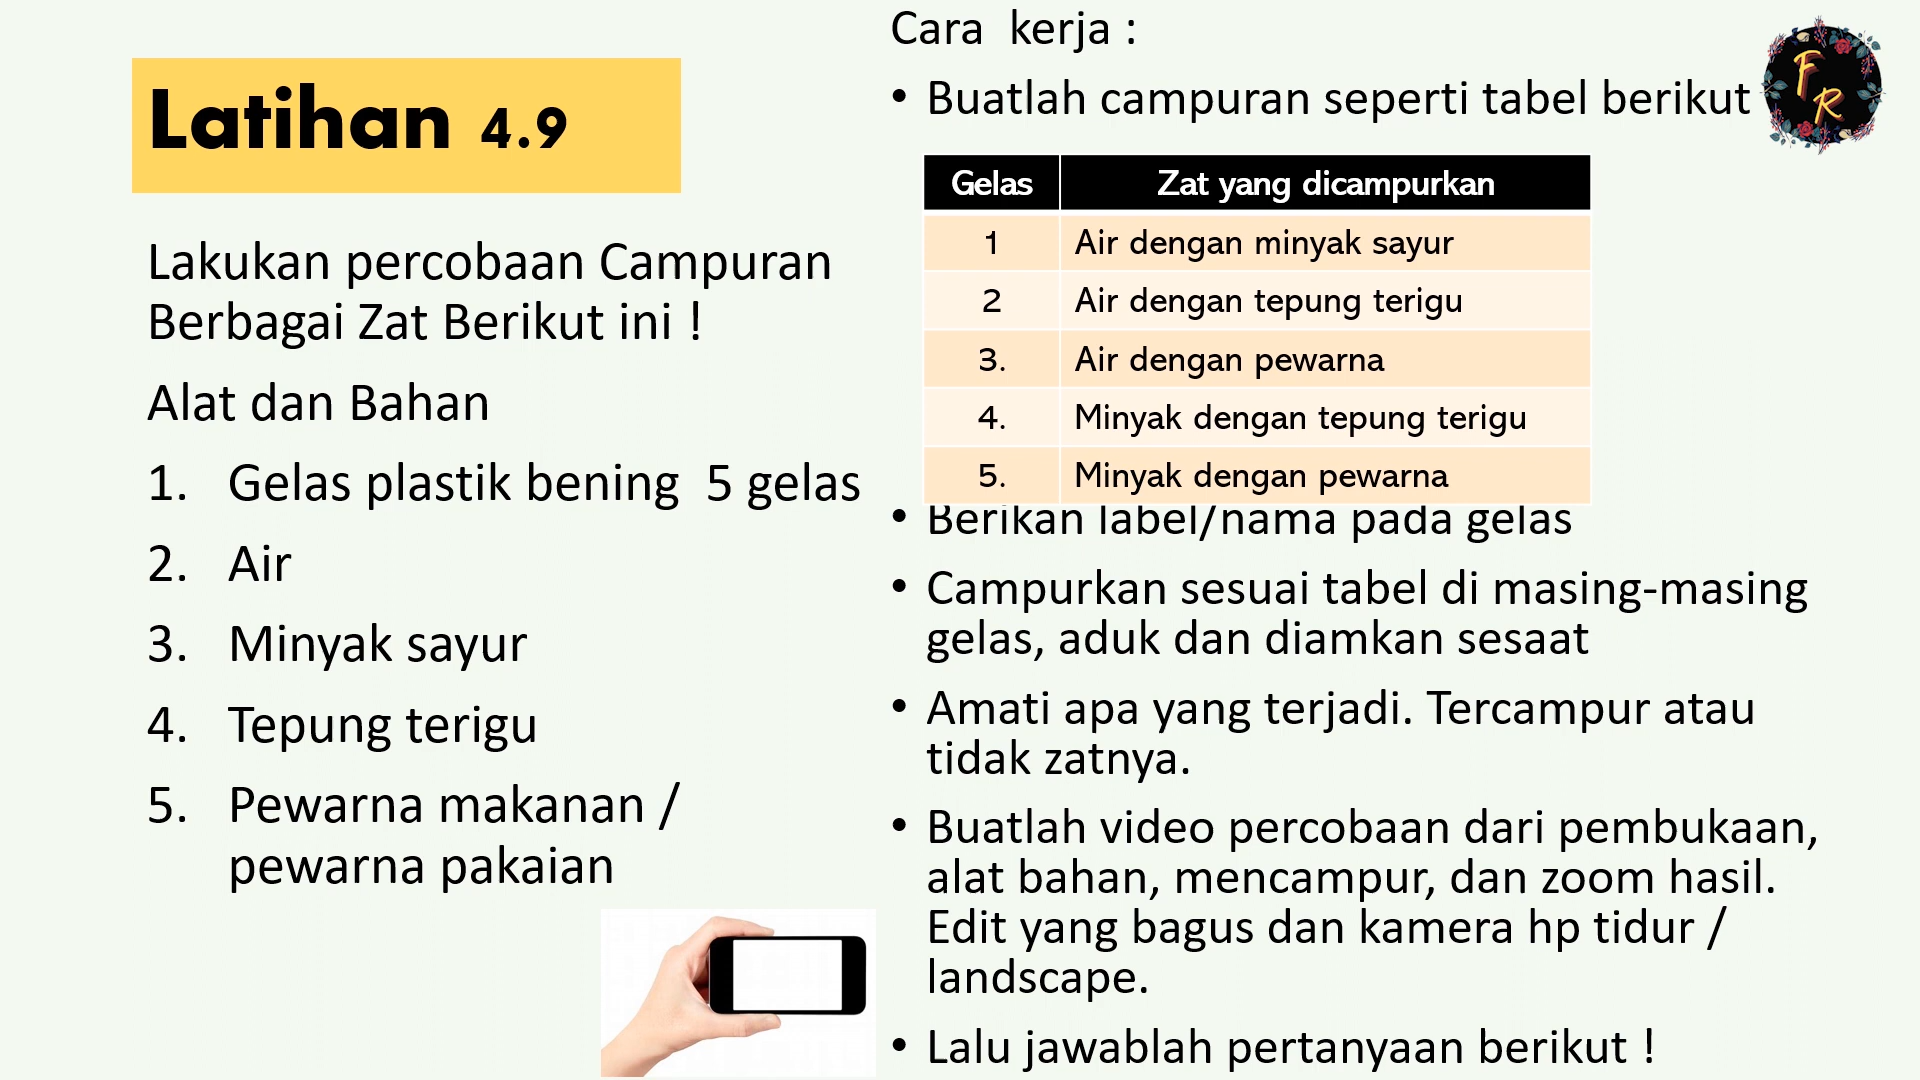 Latihan 4.9
Lakukan percobaan Campuran
Berbagai Zat Berikut ini !
Alat dan Bahan
1. Gelas plastik bening  5 gelas
2. Air
3. Minyak sayur
4. Tepung terigu
5. Pewarna makanan /
pewarna pakaian
Cara  kerja :
• Buatlah campuran seperti tabel berikut
FR
Gelas Zat yang dicampurkan
1 Air dengan minyak sayur
2 Air dengan tepung terigu
3. Air dengan pewarna
4. Minyak dengan tepung terigu
5. Minyak dengan pewarna
• Berikan label/nama pada gelas
• Campurkan sesuai tabel di masing-masing
gelas, aduk dan diamkan sesaat
• Amati apa yang terjadi. Tercampur atau
tidak zatnya.
• Buatlah video percobaan dari pembukaan,
alat bahan, mencampur, dan zoom hasil.
Edit yang bagus dan kamera hp tidur /
landscape.
• Lalu jawablah pertanyaan berikut !